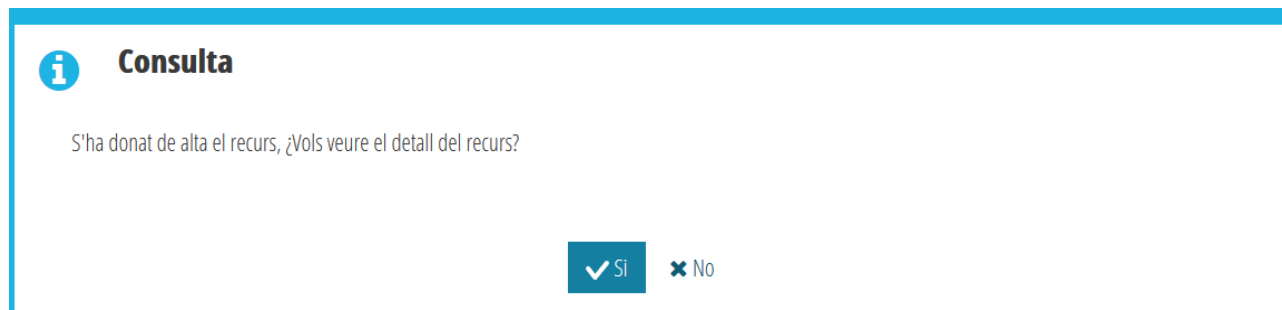 Consulta
S'ha donat de alta el recurs, ¿Vols veure el detall del recurs?
Si No